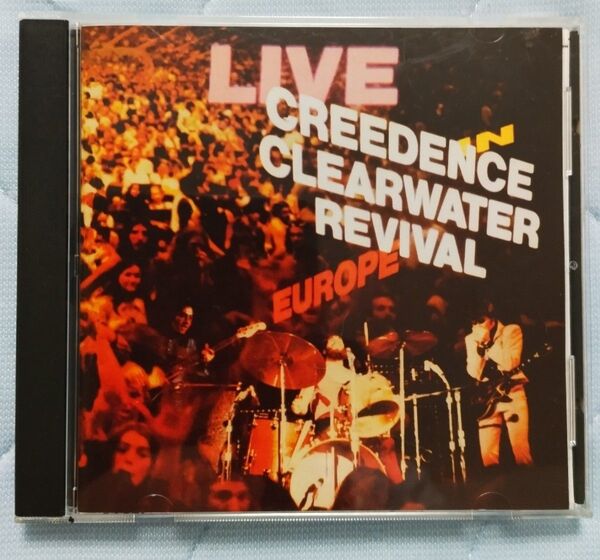 LIVE
IN
CREEDENCE
CLEARWATER
REVIVAL
EUROPE